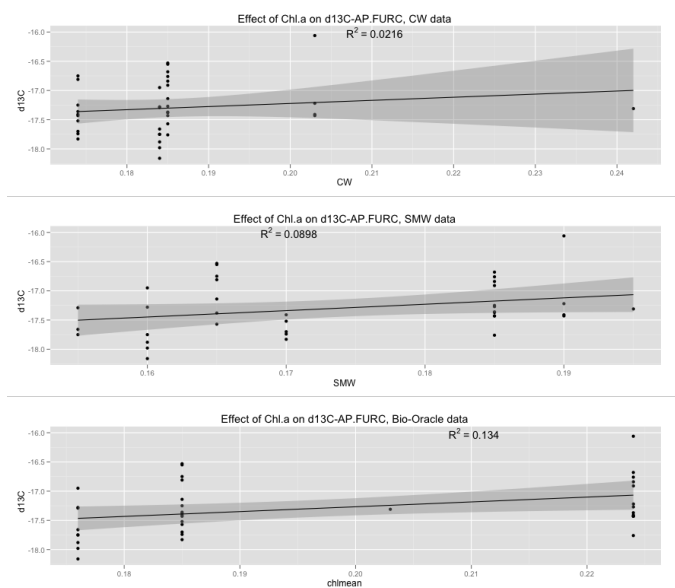 Effect of Chl.a on d13C-AP.FURC, CW data
R² = 0.0216
-16.0
-16.5
-17.0
-17.5
-18.0
d13C
0.18 0.19 0.20 0.21 0.22 0.23 0.24
CW
Effect of Chl.a on d13C-AP.FURC, SMW data
R² = 0.0898
-16.0
-16.5
-17.0
-17.5
-18.0
d13C
0.16 0.17 0.18 0.19
SMW
Effect of Chl.a on d13C-AP.FURC, Bio-Oracle data
R² = 0.134
-16.0
-16.5
-17.0
-17.5
-18.0
d13C
0.18 0.19 0.20 0.21 0.22
chlmean